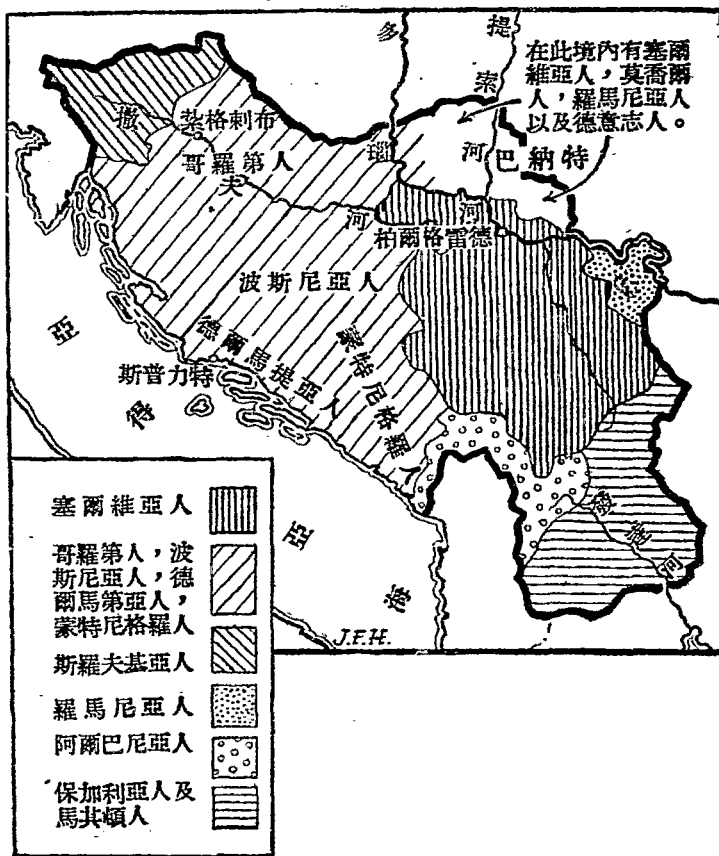 在此境內有塞爾
維亞人，莫喬爾
人，羅馬尼亞人
以及德意志人。
多瑙河
提索河
巴納特
撒夫河
紮格剌布
哥羅第人
柏爾格雷德
波斯尼亞人
德爾馬提亞人
蒙特尼格羅人
斯普力特
亞得亞海
發達河
J.F.H.
塞爾維亞人
哥羅第人，波
斯尼亞人，德
爾馬第亞人，
蒙特尼格羅人
斯羅夫基亞人
羅馬尼亞人
阿爾巴尼亞人
保加利亞人及
馬其頓人